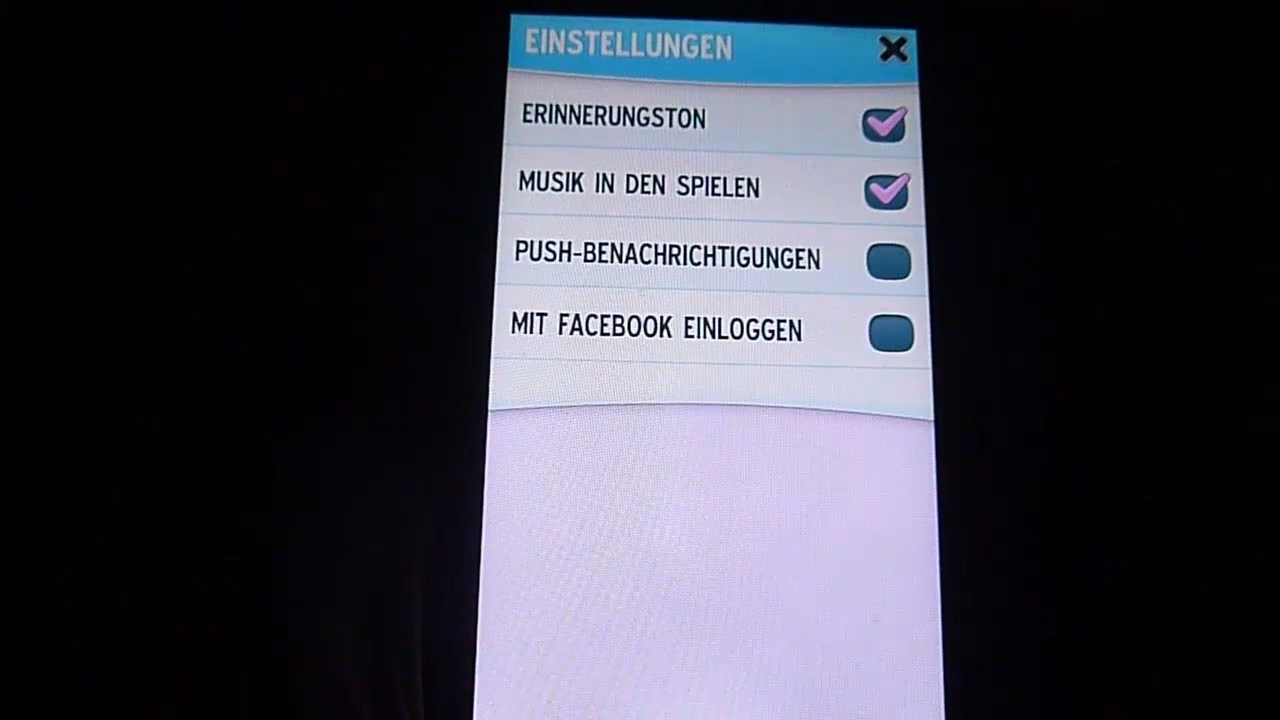 EINSTELLUNGEN
ERINNERUNGSTON
MUSIK IN DEN SPIELEN
PUSH-BENACHRICHTIGUNGEN
MIT FACEBOOK EINLOGGEN